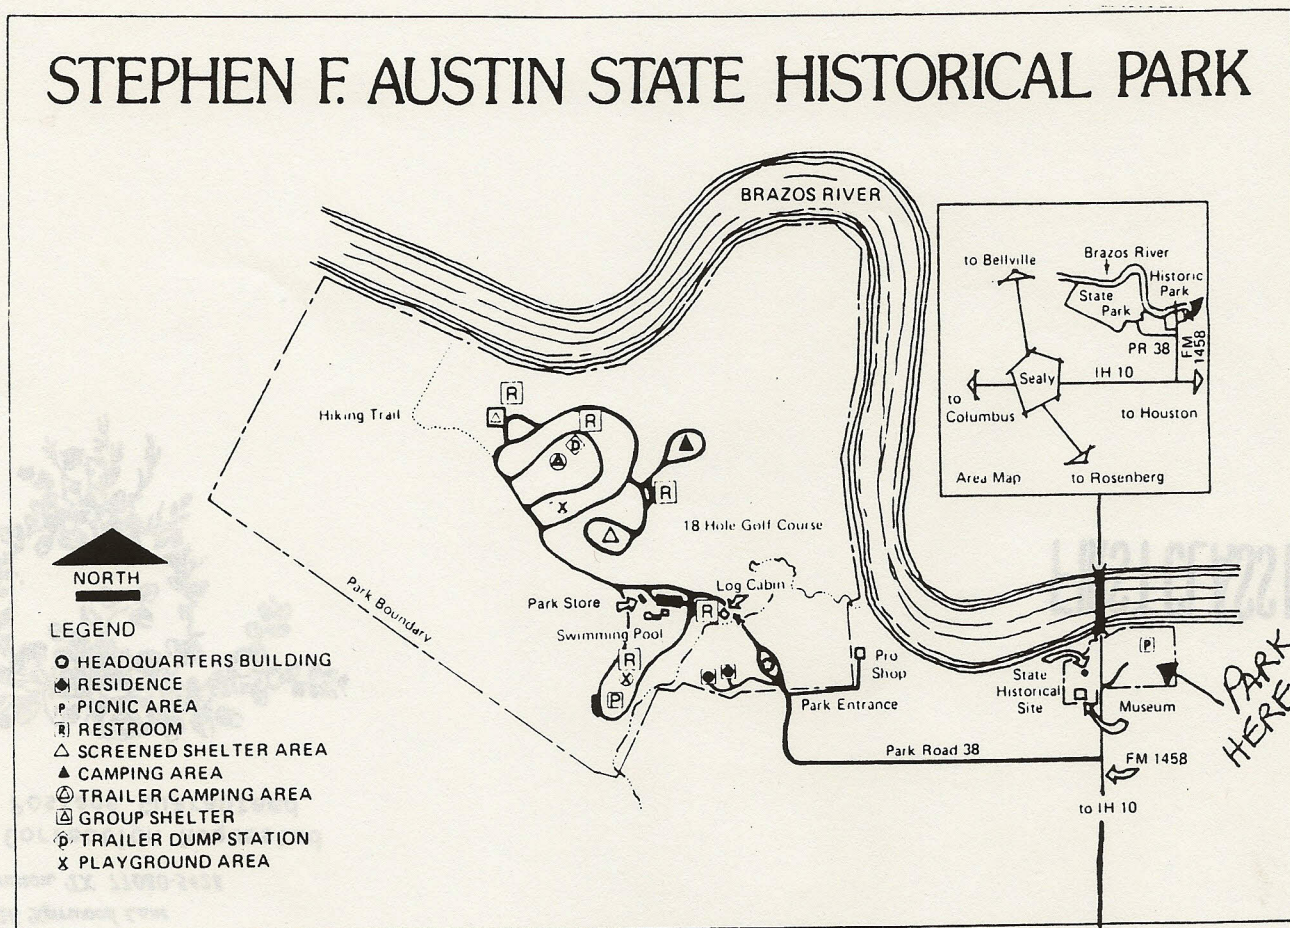 STEPHEN F. AUSTIN STATE HISTORICAL PARK
BRAZOS RIVER
to Bellville
Brazos River
Historic
Park
State
Park
PR 38
FM
1458
Sealy
IH 10
to
Columbus
to Houston
Area Map
to Rosenberg
Hiking Trail
R
R
D
R
X
18 Hole Golf Course
Park Boundary
Park Store
Log Cabin
R
Swimming Pool
R
X
P
Pro
Shop
Park Entrance
State
Historical
Site
P
Museum
PARK
HERE
Park Road 38
FM 1458
to IH 10
NORTH
LEGEND
HEADQUARTERS BUILDING
RESIDENCE
P PICNIC AREA
R RESTROOM
SCREENED SHELTER AREA
CAMPING AREA
TRAILER CAMPING AREA
GROUP SHELTER
D TRAILER DUMP STATION
X PLAYGROUND AREA